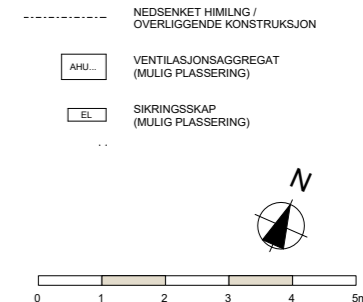 NEDSENKET HIMILNG /
OVERLIGGENDE KONSTRUKSJON
AHU...
VENTILASJONSAGGREGAT
(MULIG PLASSERING)
EL
SIKRINGSSKAP
(MULIG PLASSERING)
N
0 1 2 3 4 5m